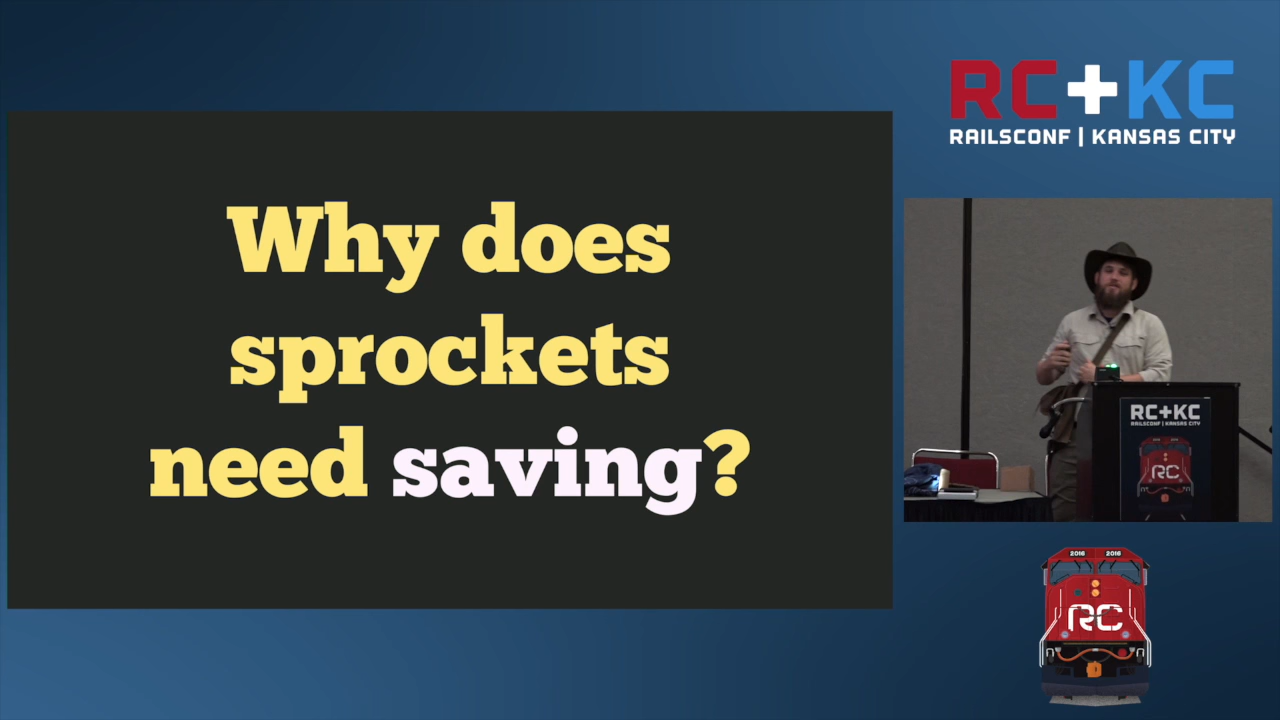 Why does
sprockets
need saving?
RC+KC
RAILSCONF | KANSAS CITY
RC+KC
RAILSCONF | KANSAS CITY
RC
2016 2016
RC